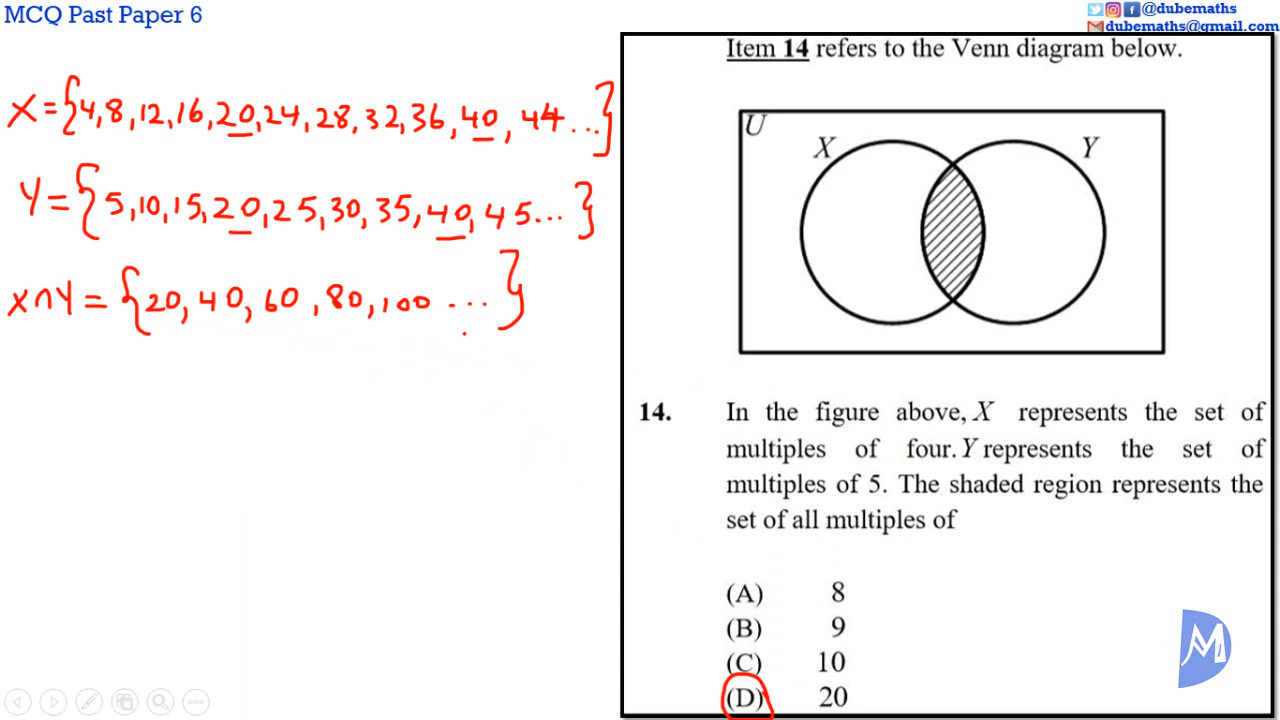 MCQ Past Paper 6
@dubemaths
dubemaths@gmail.com
X = {4, 8, 12, 16, 20, 24, 28, 32, 36, 40, 44 ...}
Y = {5, 10, 15, 20, 25, 30, 35, 40, 45 ... }
X ∩ Y = {20, 40, 60, 80, 100 ... }
Item 14 refers to the Venn diagram below.
U
X
Y
14. In the figure above, X represents the set of
multiples of four. Y represents the set of
multiples of 5. The shaded region represents the
set of all multiples of
(A) 8
(B) 9
(C) 10
(D) 20
M